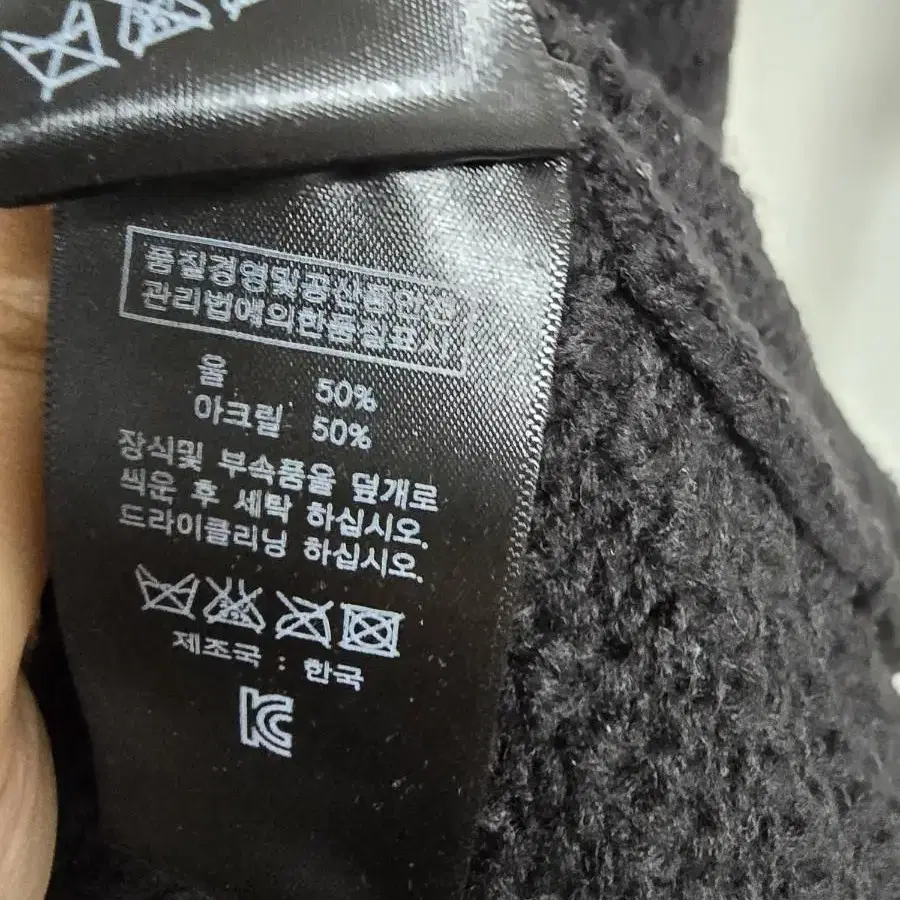 품질경영및공산품안전
관리법에의한품질표시
울 50%
아크릴 50%
장식및 부속품을 덮개로
씌운 후 세탁 하십시오.
드라이클리닝 하십시오.
제조국 : 한국
KC